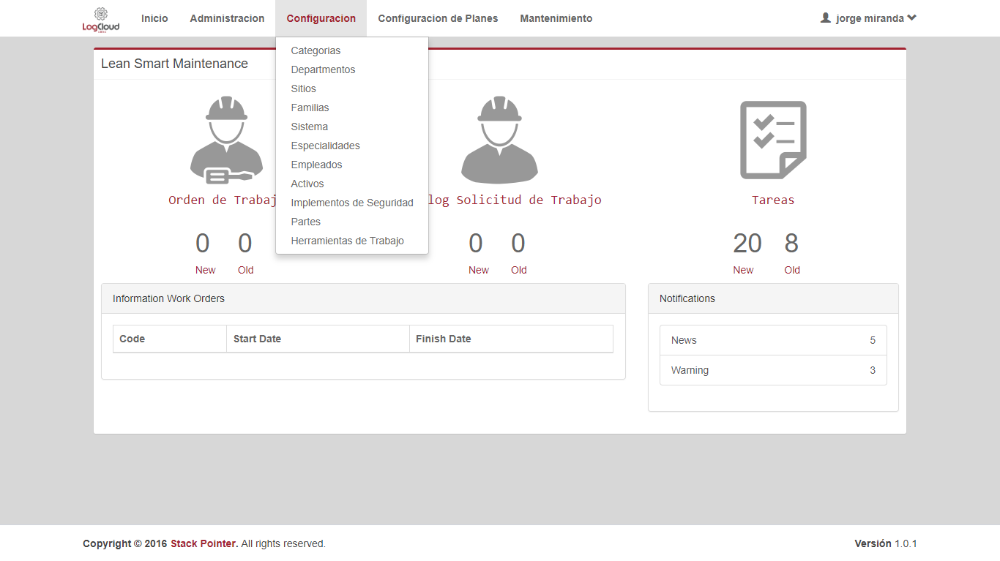 LogCloud
Inicio Administracion Configuracion Configuracion de Planes Mantenimiento jorge miranda
Categorias
Departmentos
Sitios
Familias
Sistema
Especialidades
Empleados
Activos
Implementos de Seguridad
Partes
Herramientas de Trabajo
Lean Smart Maintenance
Orden de Trabaj
log Solicitud de Trabajo
Tareas
0 0
New Old
0 0
New Old
20 8
New Old
Information Work Orders
Code Start Date Finish Date
Notifications
News 5
Warning 3
Copyright © 2016 Stack Pointer. All rights reserved.
Versión 1.0.1